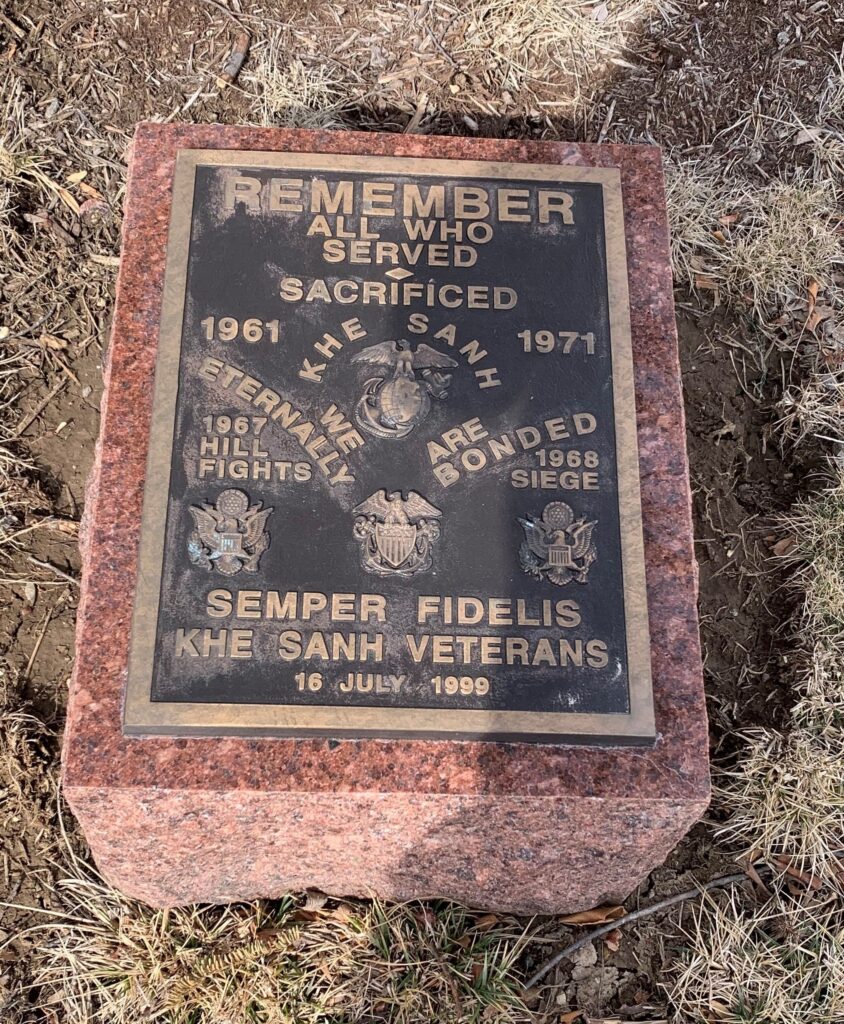 REMEMBER
ALL WHO
SERVED
SACRIFICED
1961
KHE SANH
1971
WE ARE
ETERNALLY BONDED
1967
HILL
FIGHTS
1968
SIEGE
SEMPER FIDELIS
KHE SANH VETERANS
16 JULY 1999